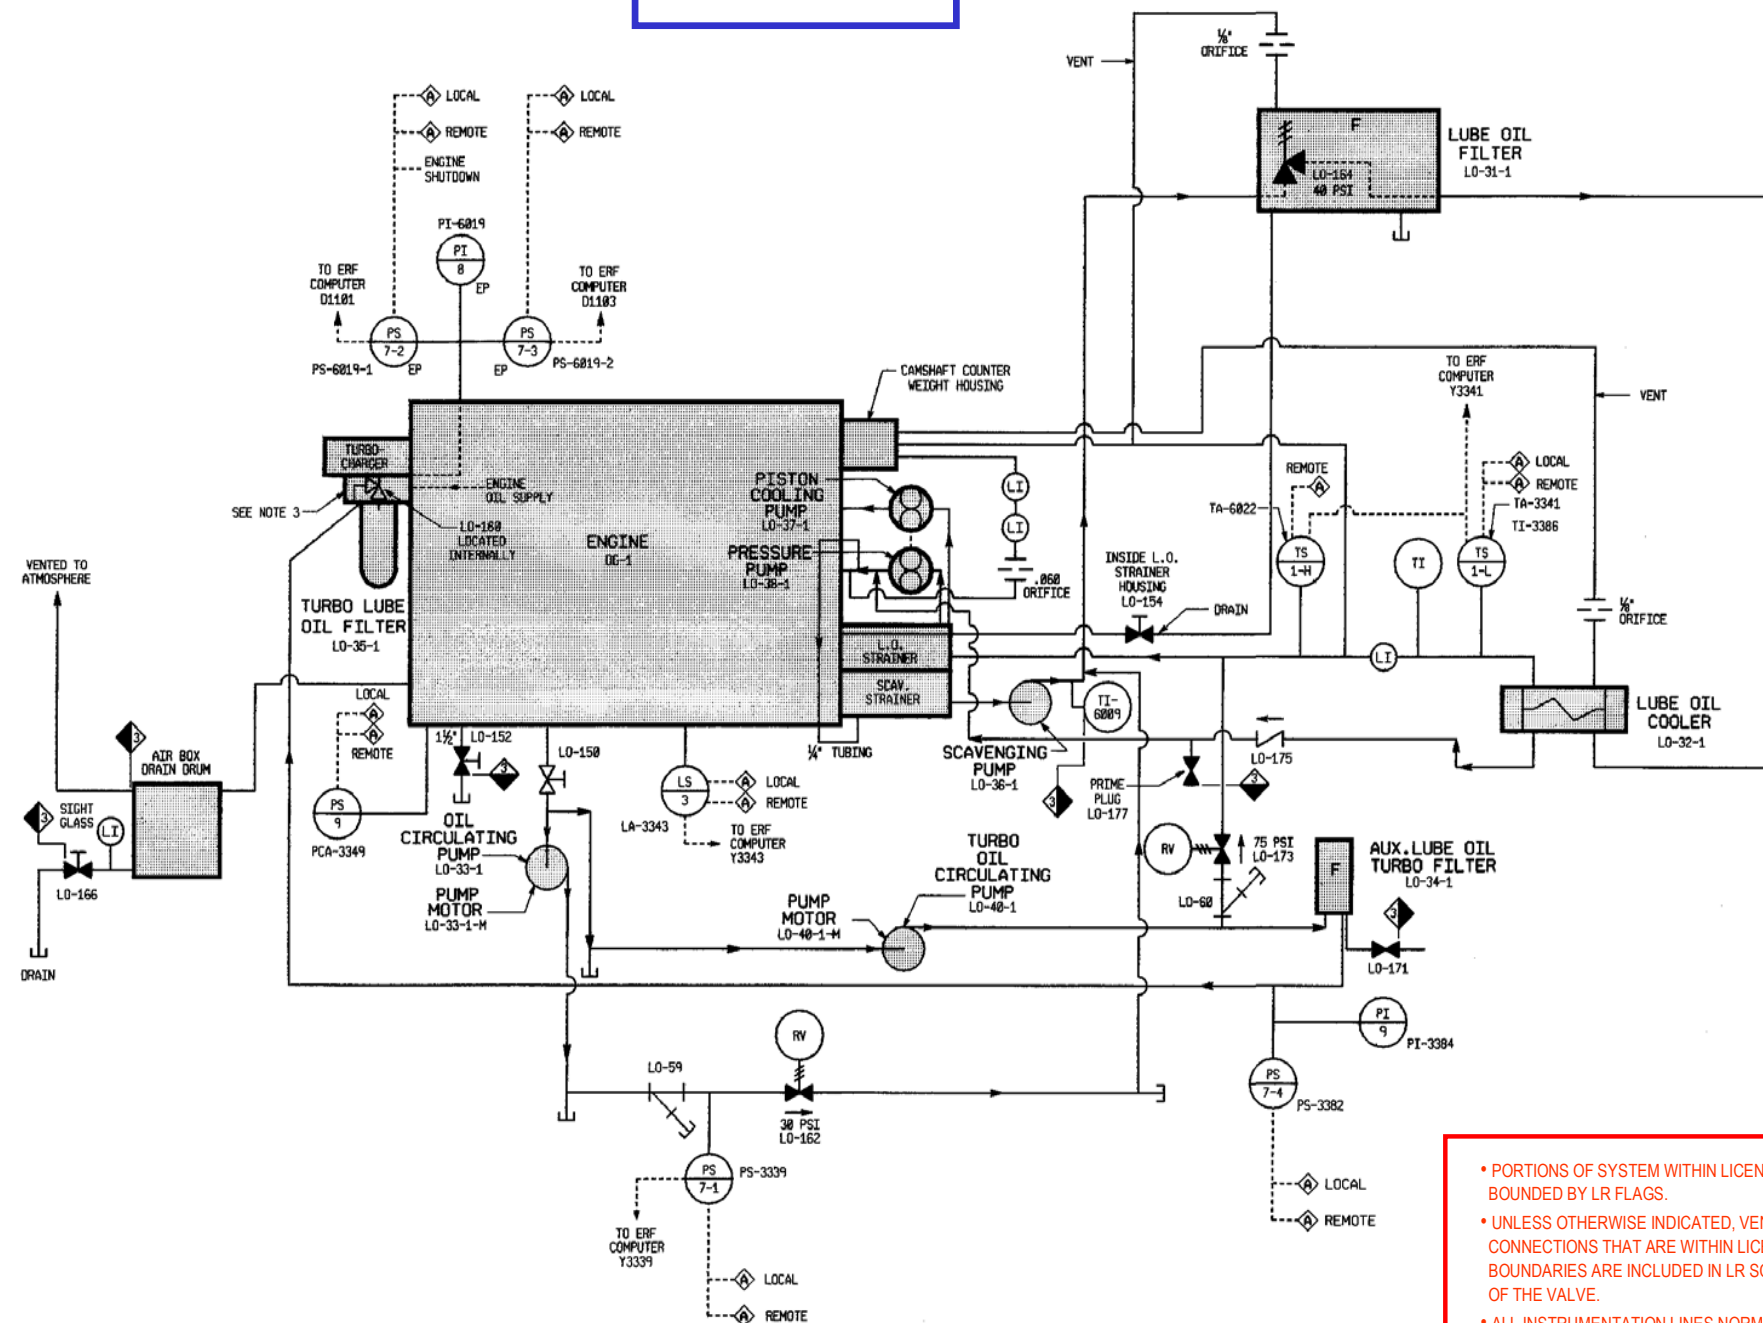 ⅛"
ORIFICE
VENT
LOCAL
REMOTE
ENGINE
SHUTDOWN
LOCAL
REMOTE
F
LO-164
40 PSI
LUBE OIL
FILTER
LO-31-1
PI-6019
PI
8
EP
TO ERF
COMPUTER
D1101
TO ERF
COMPUTER
D1103
PS
7-2
PS
7-3
PS-6019-1
EP
EP
PS-6019-2
CAMSHAFT COUNTER
WEIGHT HOUSING
TO ERF
COMPUTER
Y3341
VENT
TURBO-
CHARGER
ENGINE
OIL SUPPLY
SEE NOTE 3
LO-160
LOCATED
INTERNALLY
ENGINE
DG-1
PISTON
COOLING
PUMP
LO-37-1
PRESSURE
PUMP
LO-38-1
LI
LI
.060
ORIFICE
REMOTE
A
TA-6022
TS
1-H
TI
TS
1-L
A LOCAL
A REMOTE
TA-3341
TI-3386
VENTED TO
ATMOSPHERE
TURBO LUBE
OIL FILTER
LO-35-1
INSIDE L.O.
STRAINER
HOUSING
LO-154
DRAIN
⅛"
ORIFICE
L.O.
STRAINER
SCAV.
STRAINER
LI
LUBE OIL
COOLER
LO-32-1
LOCAL
A
A
REMOTE
1½"
LO-152
LO-150
¼" TUBING
TI-
6009
SCAVENGING
PUMP
LO-36-1
LO-175
PRIME
PLUG
LO-177
3
3
3
3
AIR BOX
DRAIN DRUM
3
SIGHT
GLASS
LI
LO-166
DRAIN
PS
9
PCA-3349
OIL
CIRCULATING
PUMP
LO-33-1
PUMP
MOTOR
LO-33-1-M
LS
3
A LOCAL
A REMOTE
LA-3343
TO ERF
COMPUTER
Y3343
TURBO
OIL
CIRCULATING
PUMP
LO-40-1
PUMP
MOTOR
LO-40-1-M
RV
75 PSI
LO-173
LO-60
F
AUX.LUBE OIL
TURBO FILTER
LO-34-1
3
LO-171
RV
LO-59
30 PSI
LO-162
PI
9
PI-3384
PS
7-4
PS-3382
PS
7-1
PS-3339
A LOCAL
A REMOTE
TO ERF
COMPUTER
Y3339
A LOCAL
A REMOTE
• PORTIONS OF SYSTEM WITHIN LICEN
BOUNDED BY LR FLAGS.
• UNLESS OTHERWISE INDICATED, VEN
CONNECTIONS THAT ARE WITHIN LICE
BOUNDARIES ARE INCLUDED IN LR SC
OF THE VALVE.
• ALL INSTRUMENTATION LINES NORM